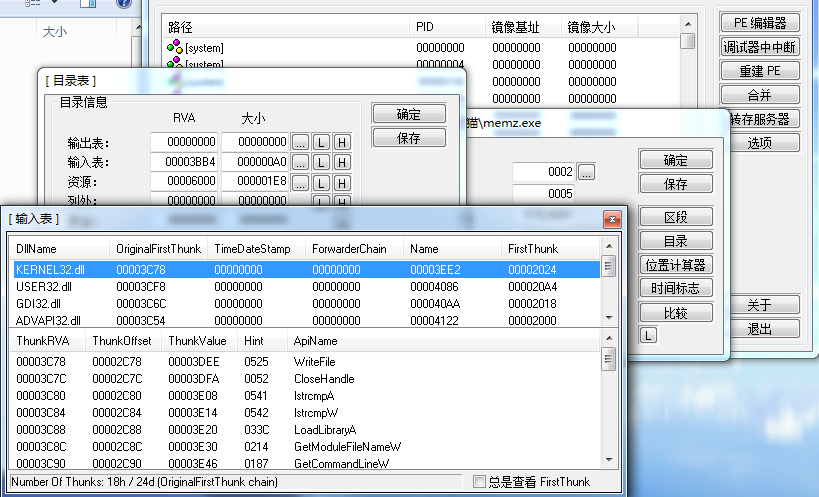 大小
路径 PID 镜像基址 镜像大小
[system] 00000000 00000000 00000000
[system] 00000004 00000000 00000000
00000000 00000000
00000000 00000000
PE 编辑器
调试器中中断
重建 PE
合并
转存服务器
选项
关于
退出
[ 目录表 ]
目录信息
RVA 大小
输出表: 00000000 00000000 ... L H
输入表: 00003BB4 000000A0 ... L H
资源: 00006000 000001E8 ... L H
例外: 00000000 00000000 ... L H
确定
保存
猫\memz.exe
0002 ...
0005
确定
保存
区段
目录
位置计算器
时间标志
比较
L
[ 输入表 ]
DllName OriginalFirstThunk TimeDateStamp ForwarderChain Name FirstThunk
KERNEL32.dll 00003C78 00000000 00000000 00003EE2 00002024
USER32.dll 00003CF8 00000000 00000000 00004086 000020A4
GDI32.dll 00003C6C 00000000 00000000 000040AA 00002018
ADVAPI32.dll 00003C54 00000000 00000000 00004122 00002000
ThunkRVA ThunkOffset ThunkValue Hint ApiName
00003C78 00002C78 00003DEE 0525 WriteFile
00003C7C 00002C7C 00003DFA 0052 CloseHandle
00003C80 00002C80 00003E08 0541 lstrcmpA
00003C84 00002C84 00003E14 0542 lstrcmpW
00003C88 00002C88 00003E20 033C LoadLibraryA
00003C8C 00002C8C 00003E30 0214 GetModuleFileNameW
00003C90 00002C90 00003E46 0187 GetCommandLineW
Number Of Thunks: 18h / 24d (OriginalFirstThunk chain)
总是查看 FirstThunk